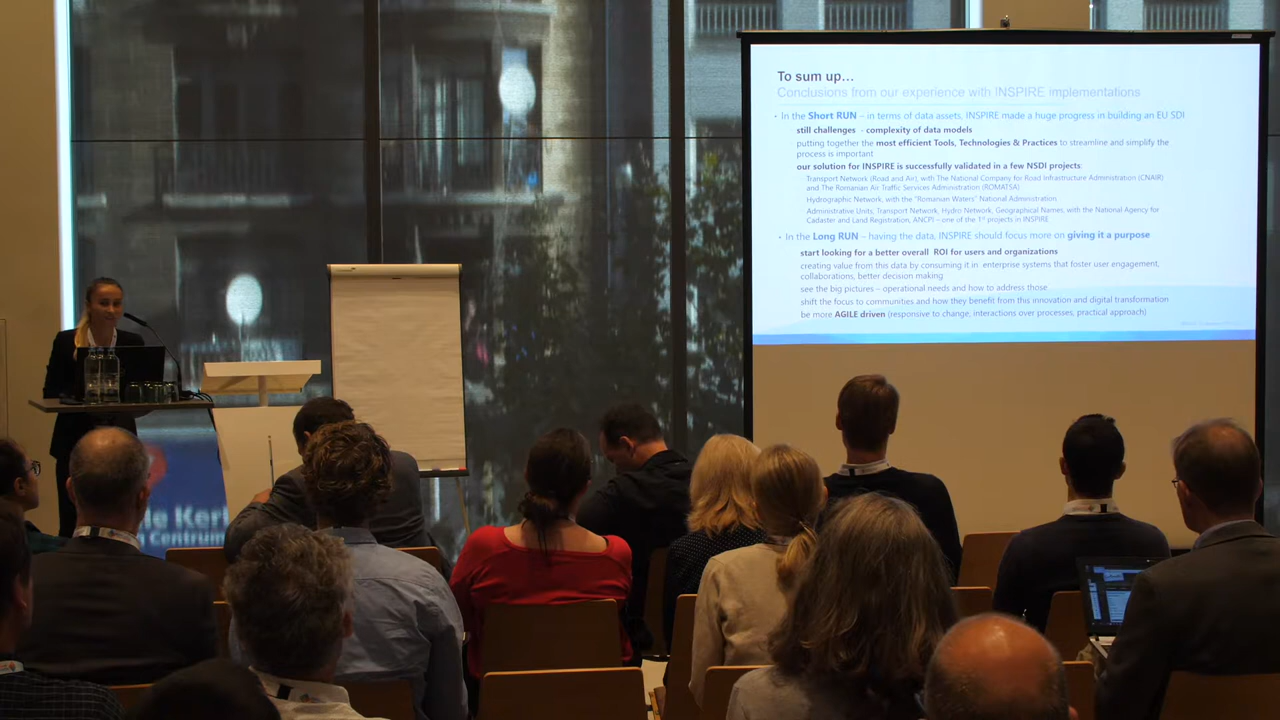 To sum up...
Conclusions from our experience with INSPIRE implementations
• In the Short RUN – in terms of data assets, INSPIRE made a huge progress in building an EU SDI
still challenges - complexity of data models
putting together the most efficient Tools, Technologies & Practices to streamline and simplify the
process is important
our solution for INSPIRE is successfully validated in a few NSDI projects:
Transport Network (Road and Air), with The National Company for Road Infrastructure Administration (CNAIR)
and The Romanian Air Traffic Services Administration (ROMATSA)
Hydrographic Network, with the "Romanian Waters" National Administration
Administrative Units, Transport Network, Hydro Network, Geographical Names, with the National Agency for
Cadaster and Land Registration, ANCPI – one of the 1st projects in INSPIRE
• In the Long RUN – having the data, INSPIRE should focus more on giving it a purpose
start looking for a better overall ROI for users and organizations
creating value from this data by consuming it in enterprise systems that foster user engagement,
collaborations, better decision making
see the big pictures – operational needs and how to address those
shift the focus to communities and how they benefit from this innovation and digital transformation
be more AGILE driven (responsive to change, interactions over processes, practical approach)
le Kerk
Centrum